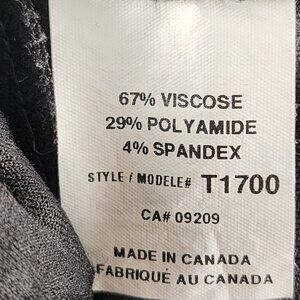 67% VISCOSE
29% POLYAMIDE
4% SPANDEX
STYLE / MODELE# T1700
CA# 09209
MADE IN CANADA
FABRIQUÉ AU CANADA